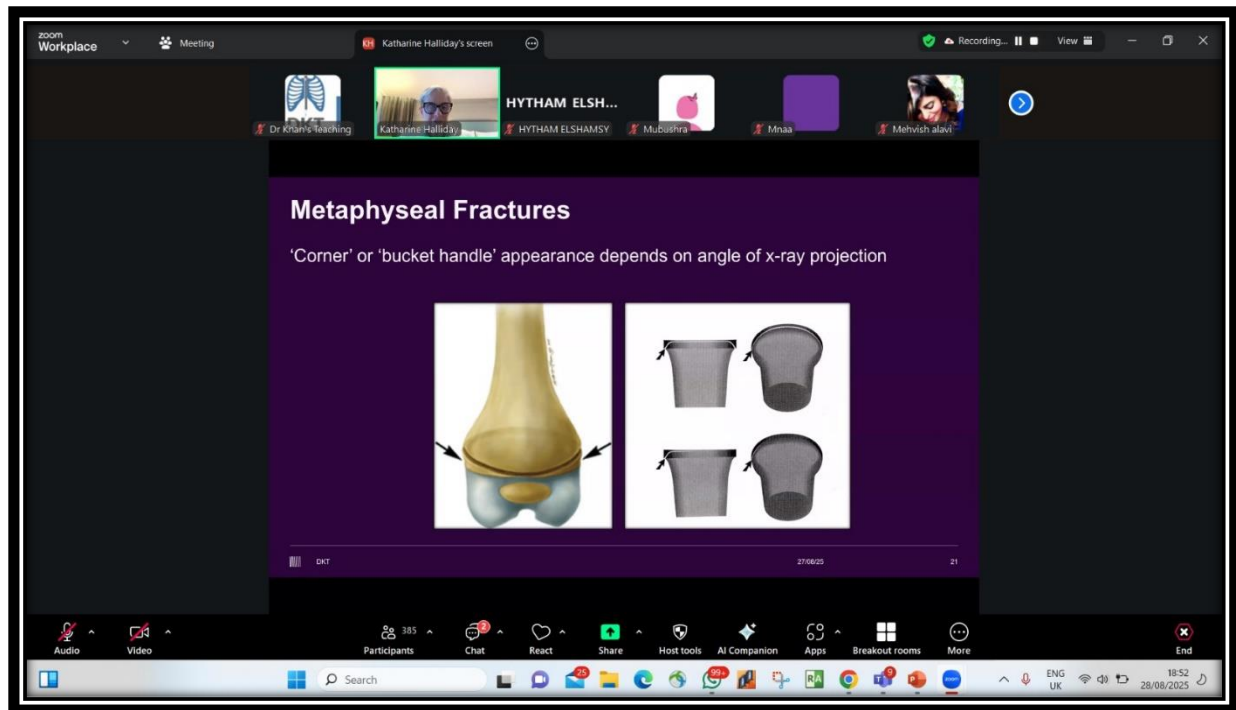 zoom
Workplace
Meeting
KH Katharine Halliday's screen
Recording...
View
DKT
Dr Khan's Teaching
Katharine Halliday
HYTHAM ELSH...
HYTHAM ELSHAMSY
Mubushra
Mnaa
Mehvish alavi
Metaphyseal Fractures
‘Corner’ or ‘bucket handle’ appearance depends on angle of x-ray projection
DKT
27/08/25
21
Audio
Video
385
Participants
2
Chat
React
Share
Host tools
AI Companion
Apps
Breakout rooms
More
End
Search
25
99+
RA
9
zoom
ENG
UK
18:52
28/08/2025